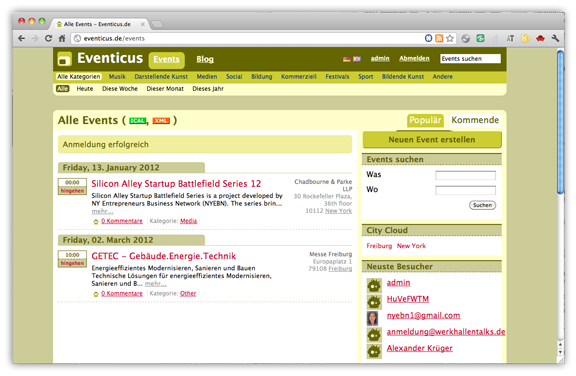 Alle Events – Eventicus.de
eventicus.de/events
Eventicus Events Blog admin Abmelden Events suchen
Alle Kategorien Musik Darstellende Kunst Medien Social Bildung Kommerziell Festivals Sport Bildende Kunst Andere
Alle Heute Diese Woche Dieser Monat Dieses Jahr
Alle Events ( iCAL, XML ) Populär Kommende
Anmeldung erfolgreich
Friday, 13. January 2012
00:00
hingehen
Silicon Alley Startup Battlefield Series 12
Silicon Alley Startup Battlefield Series is a project developed by
NY Entrepreneurs Business Network (NYEBN). The series brin...
mehr...
0 Kommentare | Kategorie: Media
Chadbourne & Parke
LLP
30 Rockefeller Plaza,
36th floor
10112 New York
Friday, 02. March 2012
10:00
hingehen
GETEC – Gebäude.Energie.Technik
Energieeffizientes Modernisieren, Sanieren und Bauen
Technische Lösungen für energieeffizientes Modernisieren,
Sanieren und B... mehr...
0 Kommentare | Kategorie: Other
Messe Freiburg
Europaplatz 1
79108 Freiburg
Neuen Event erstellen
Events suchen
Was
Wo
Suchen
City Cloud
Freiburg New York
Neuste Besucher
admin
HuVeFWTM
nyebn1@gmail.com
anmeldung@werkhallentalks.de
Alexander Krüger